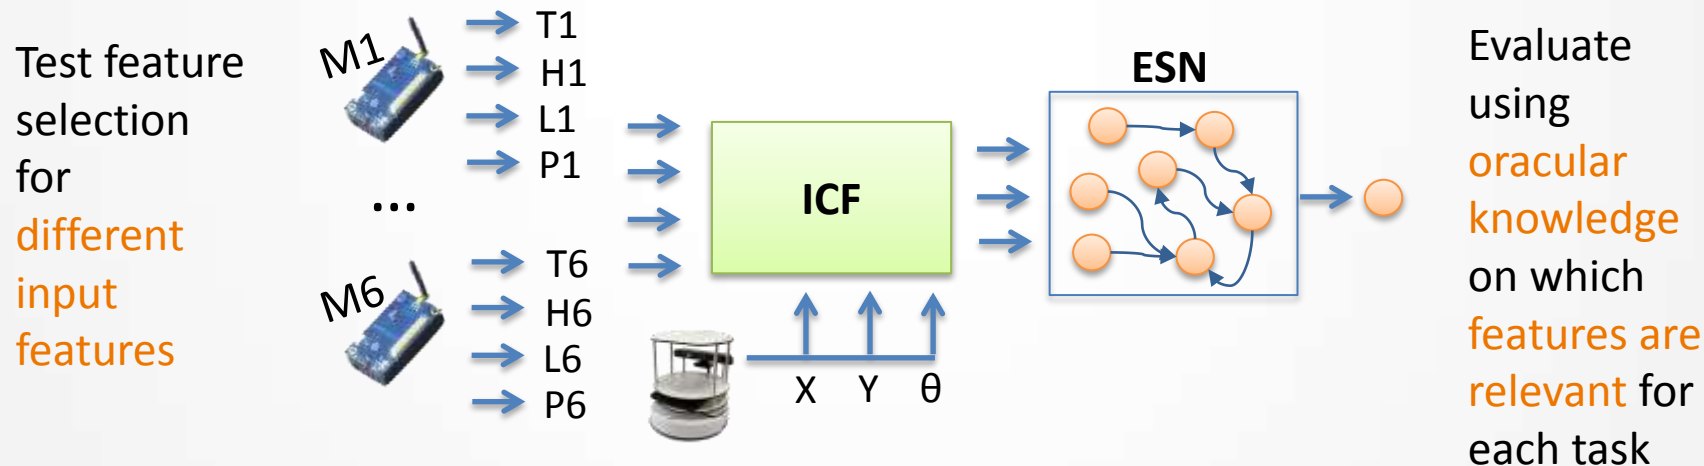 Test feature
selection
for
different
input
features
M1
T1
H1
L1
P1
...
M6
T6
H6
L6
P6
ICF
X Y θ
ESN
Evaluate
using
oracular
knowledge
on which
features are
relevant for
each task